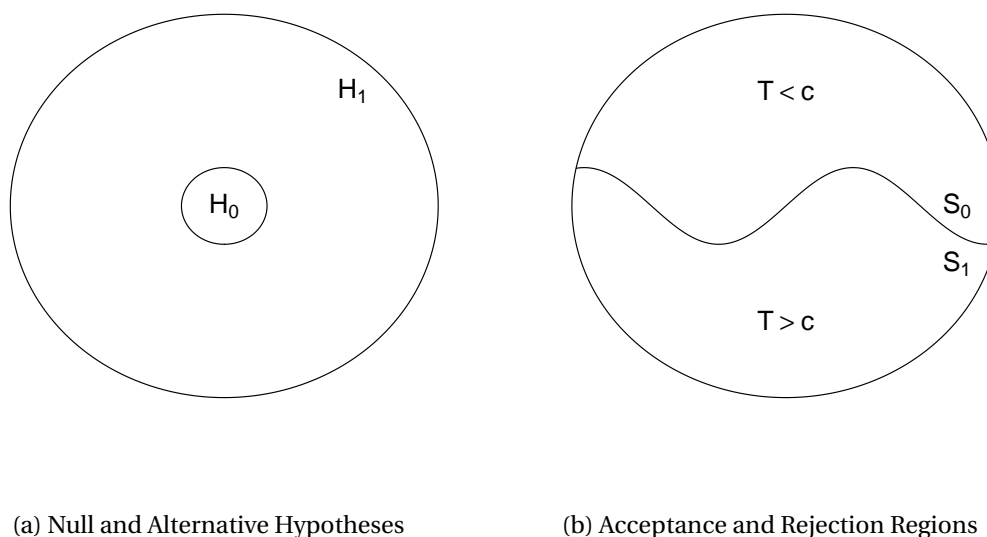 H₁
H₀
T < c
S₀
S₁
T > c
(a) Null and Alternative Hypotheses
(b) Acceptance and Rejection Regions